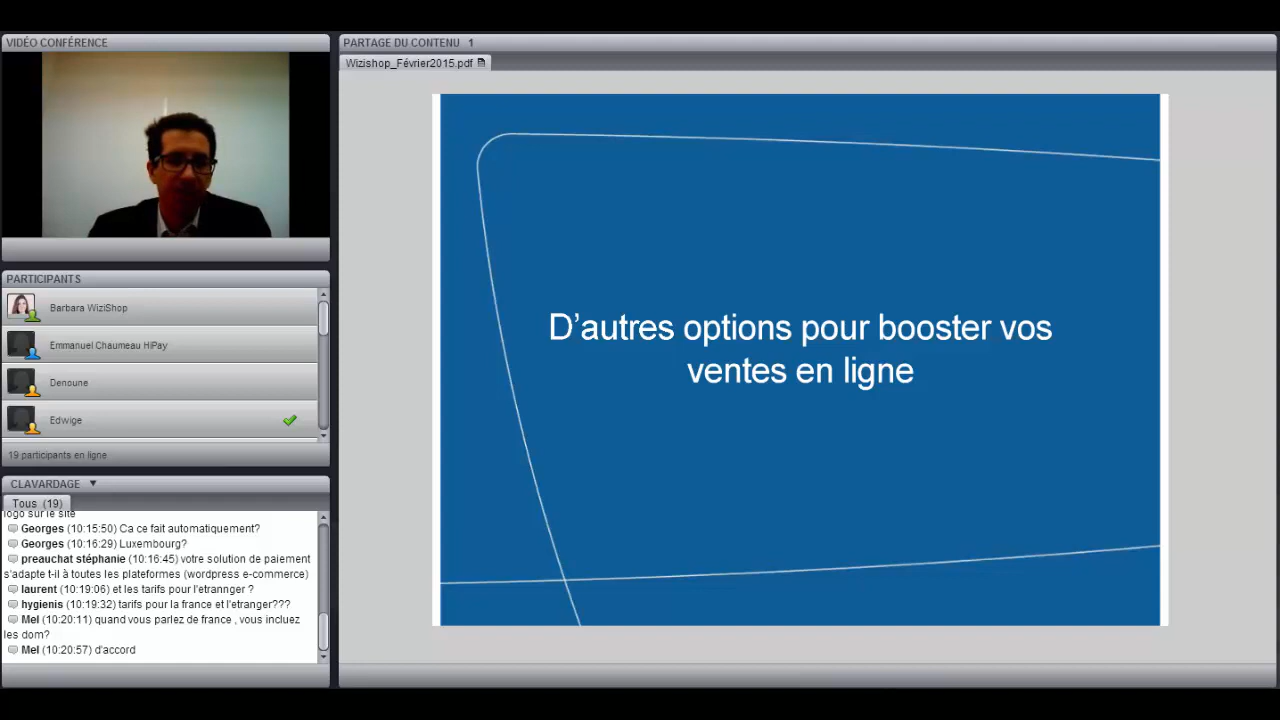 VIDÉO CONFÉRENCE
PARTICIPANTS
Barbara WiziShop
Emmanuel Chaumeau HiPay
Denoune
Edwige
19 participants en ligne
CLAVARDAGE
Tous (19)
logo sur le site
Georges (10:15:50) Ca ce fait automatiquement?
Georges (10:16:29) Luxembourg?
preauchat stéphanie (10:16:45) votre solution de paiement
s'adapte t-il à toutes les plateformes (wordpress e-commerce)
laurent (10:19:06) et les tarifs pour l'etrannger ?
hygienis (10:19:32) tarifs pour la france et l'etranger???
Mel (10:20:11) quand vous parlez de france , vous incluez
les dom?
Mel (10:20:57) d'accord
PARTAGE DU CONTENU 1
Wizishop_Février2015.pdf
D’autres options pour booster vos
ventes en ligne